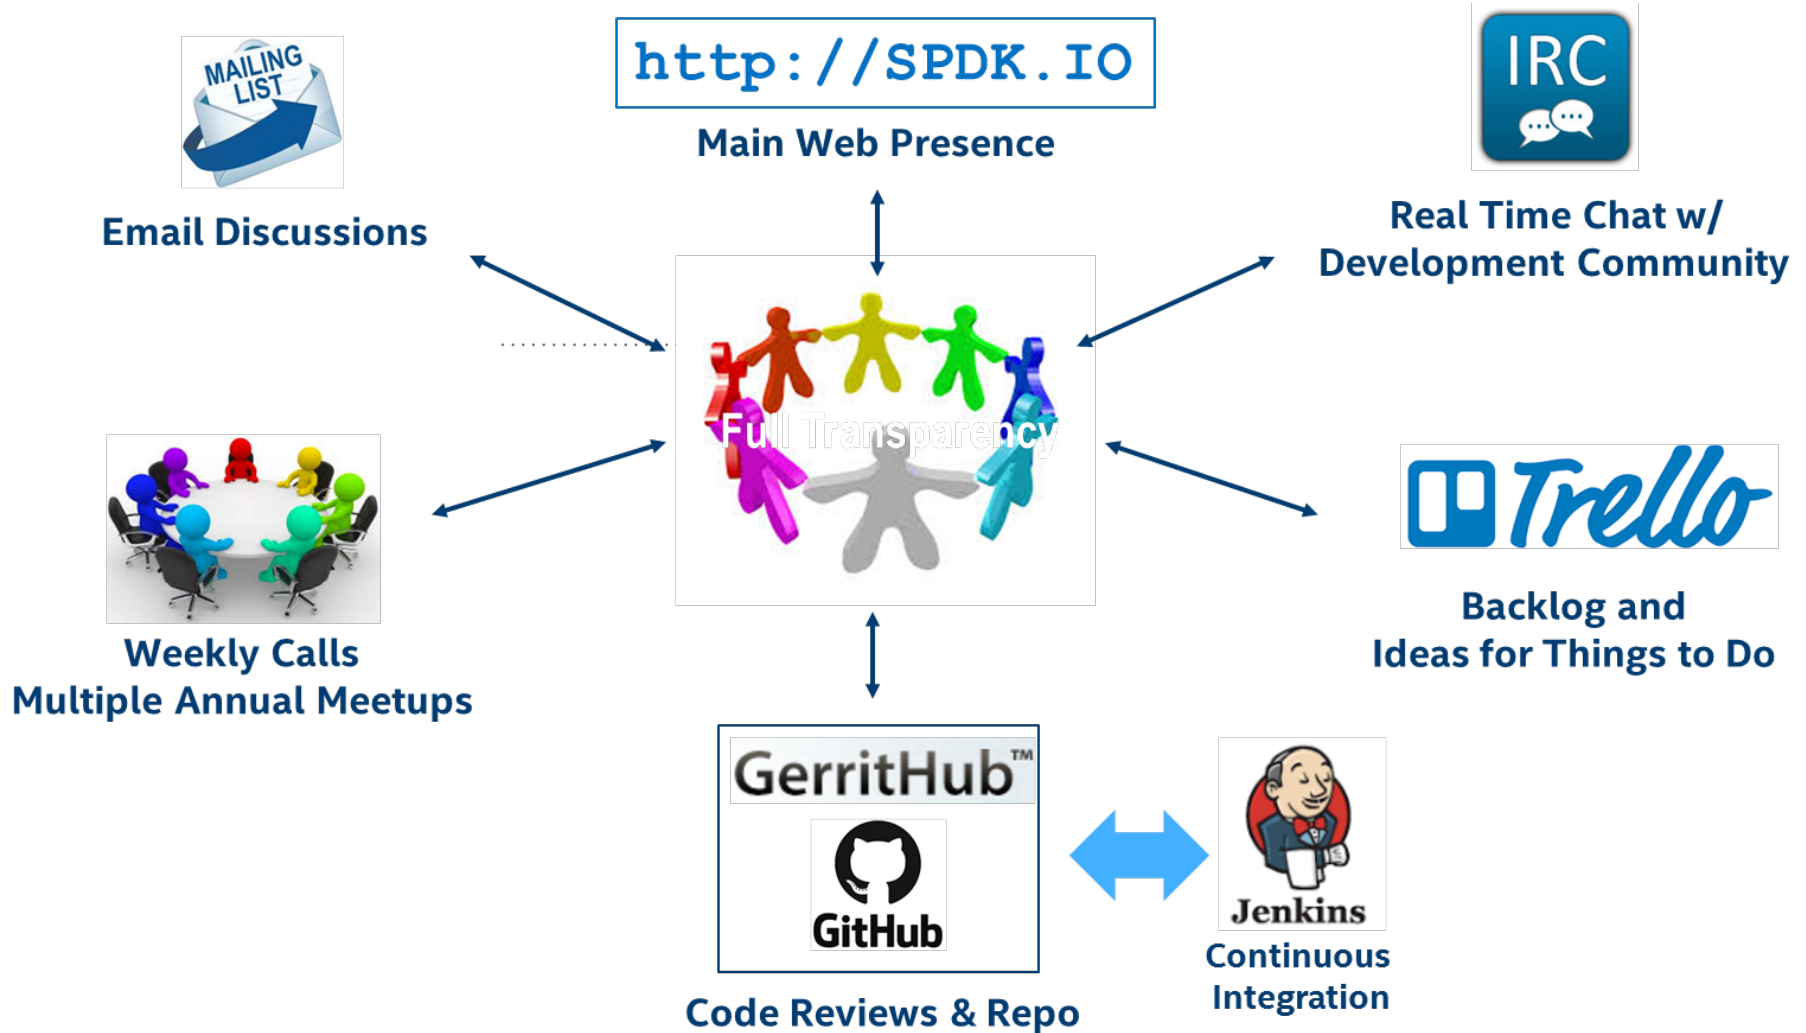 MAILING
LIST
Email Discussions
http://SPDK.IO
Main Web Presence
IRC
Real Time Chat w/
Development Community
Full Transparency
Weekly Calls
Multiple Annual Meetups
Trello
Backlog and
Ideas for Things to Do
GerritHub™
GitHub
Code Reviews & Repo
Jenkins
Continuous
Integration